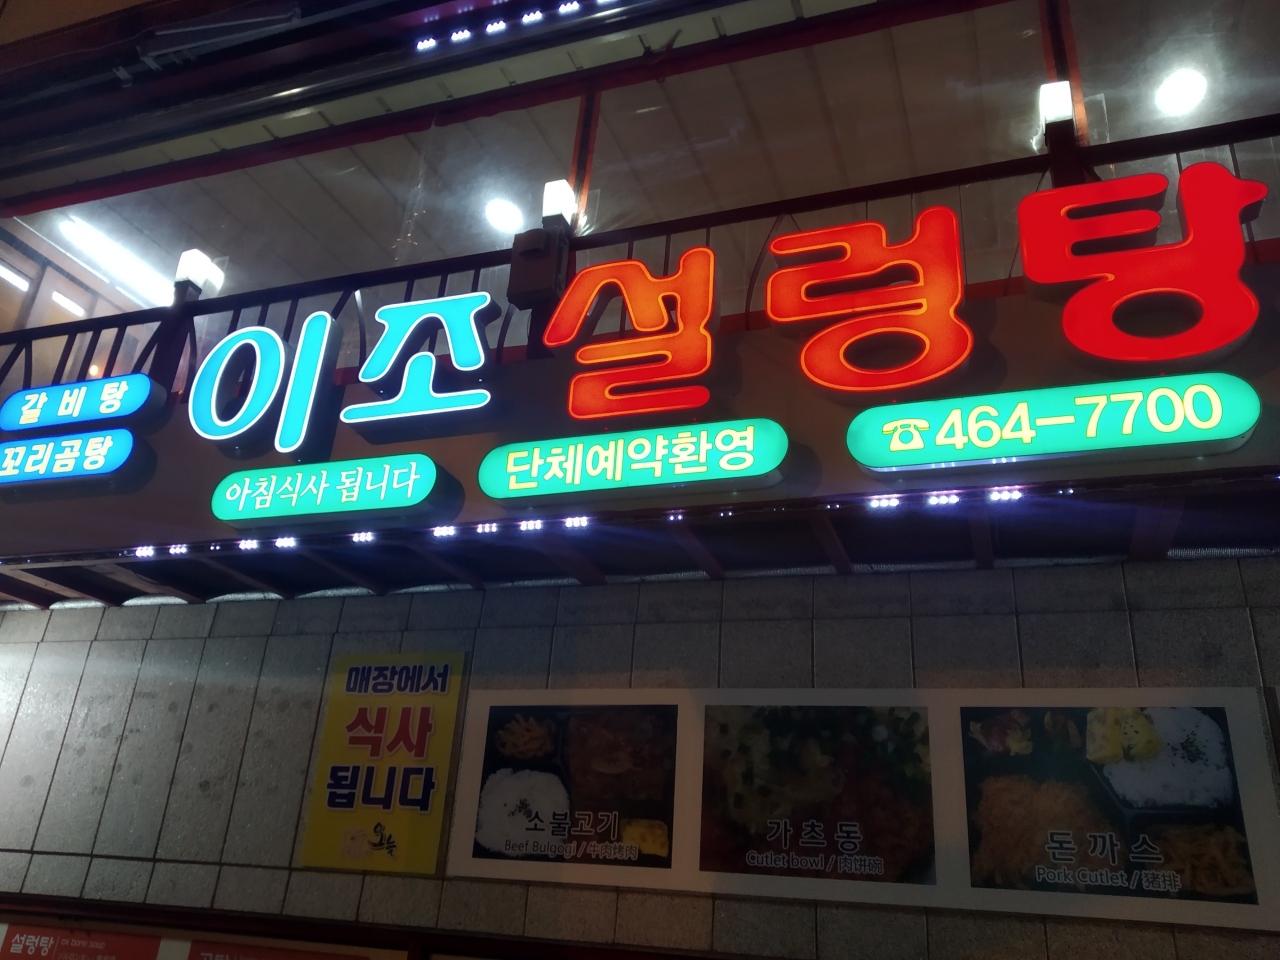 이조설렁탕
갈비탕
꼬리곰탕
아침식사 됩니다
단체예약환영
☎464-7700
매장에서
식사
됩니다
오늘
소불고기
Beef Bulgogi / 牛肉烤肉
가츠동
Cutlet bowl / 肉饼碗
돈까스
Pork Cutlet / 猪排
설렁탕